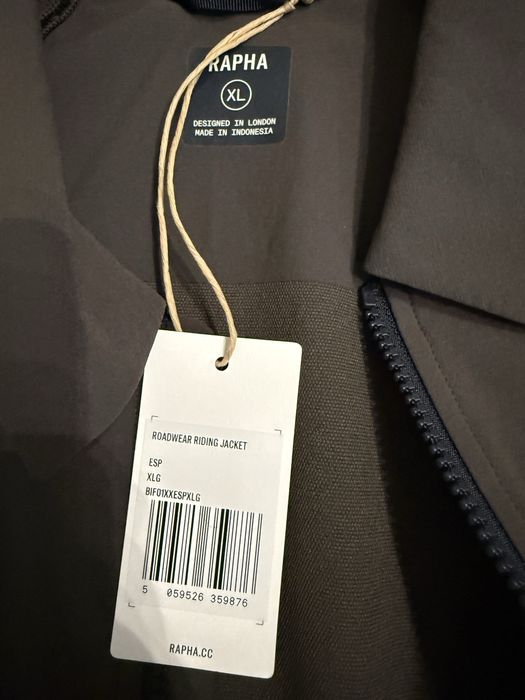 RAPHA
XL
DESIGNED IN LONDON
MADE IN INDONESIA
ROADWEAR RIDING JACKET
ESP
XLG
BIF01XXESPXLG
5 059526 359876
RAPHA.CC